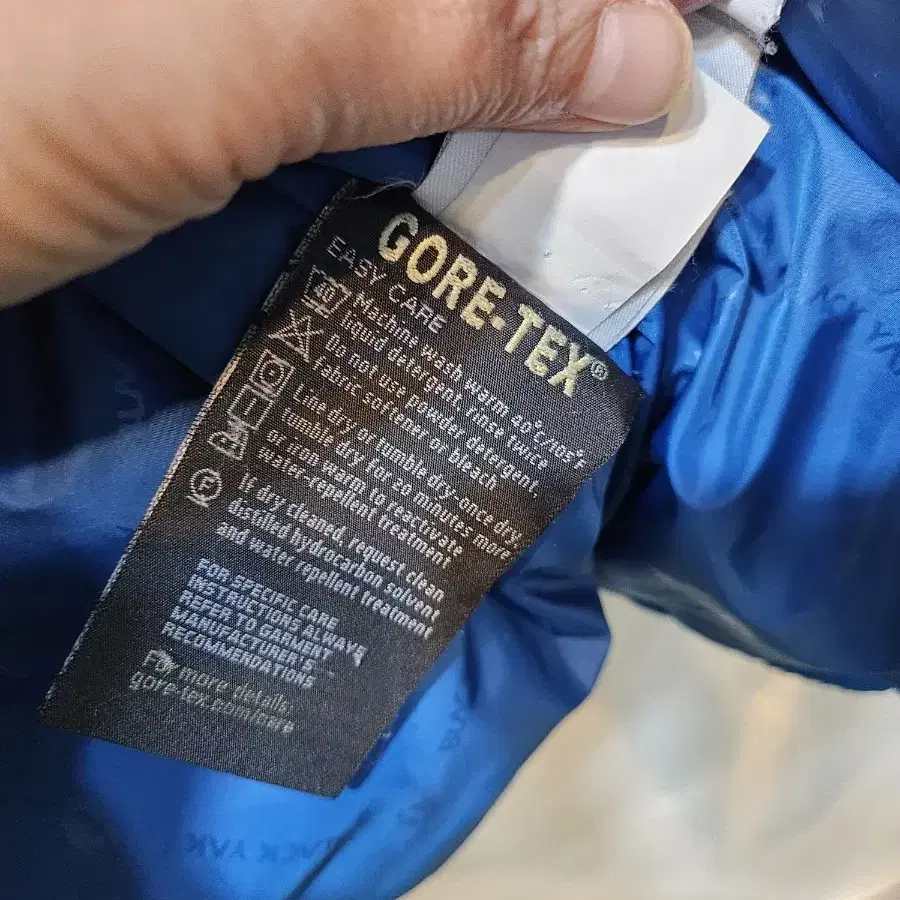 GORE-TEX®
EASY CARE
40
Machine wash warm 40°C/105°F
liquid detergent, rinse twice
Do not use powder detergent,
fabric softener or bleach
Line dry or tumble dry-once dry,
tumble dry for 20 minutes more
or iron warm to reactivate
water-repellent treatment
F
If dry cleaned, request clean
distilled hydrocarbon solvent
and water repellent treatment
FOR SPECIFIC CARE
INSTRUCTIONS ALWAYS
REFER TO GARMENT
MANUFACTURER'S
RECOMMENDATIONS
For more details,
gore-tex.com/care
ACK YAK